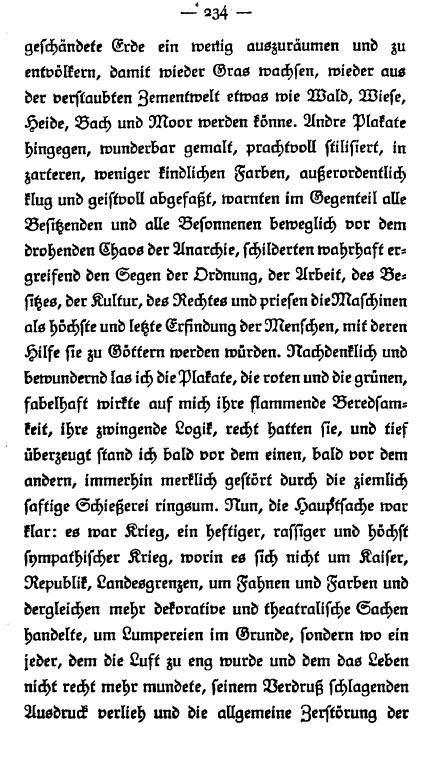 — 234 —
geschändete Erde ein wenig auszuräumen und zu
entvölkern, damit wieder Gras wachsen, wieder aus
der verstaubten Zementwelt etwas wie Wald, Wiese,
Heide, Bach und Moor werden könne. Andre Plakate
hingegen, wunderbar gemalt, prachtvoll stilisiert, in
zarteren, weniger kindlichen Farben, außerordentlich
klug und geistvoll abgefaßt, warnten im Gegenteil alle
Besitzenden und alle Besonnenen beweglich vor dem
drohenden Chaos der Anarchie, schilderten wahrhaft er-
greifend den Segen der Ordnung, der Arbeit, des Be-
sitzes, der Kultur, des Rechtes und priesen die Maschinen
als höchste und letzte Erfindung der Menschen, mit deren
Hilfe sie zu Göttern werden würden. Nachdenklich und
bewundernd las ich die Plakate, die roten und die grünen,
fabelhaft wirkte auf mich ihre flammende Beredsam-
keit, ihre zwingende Logik, recht hatten sie, und tief
überzeugt stand ich bald vor dem einen, bald vor dem
andern, immerhin merklich gestört durch die ziemlich
saftige Schießerei ringsum. Nun, die Hauptsache war
klar: es war Krieg, ein heftiger, rassiger und höchst
sympathischer Krieg, worin es sich nicht um Kaiser,
Republik, Landesgrenzen, um Fahnen und Farben und
dergleichen mehr dekorative und theatralische Sachen
handelte, um Lumpereien im Grunde, sondern wo ein
jeder, dem die Luft zu eng wurde und dem das Leben
nicht recht mehr mundete, seinem Verdruß schlagenden
Ausdruck verlieh und die allgemeine Zerstörung der